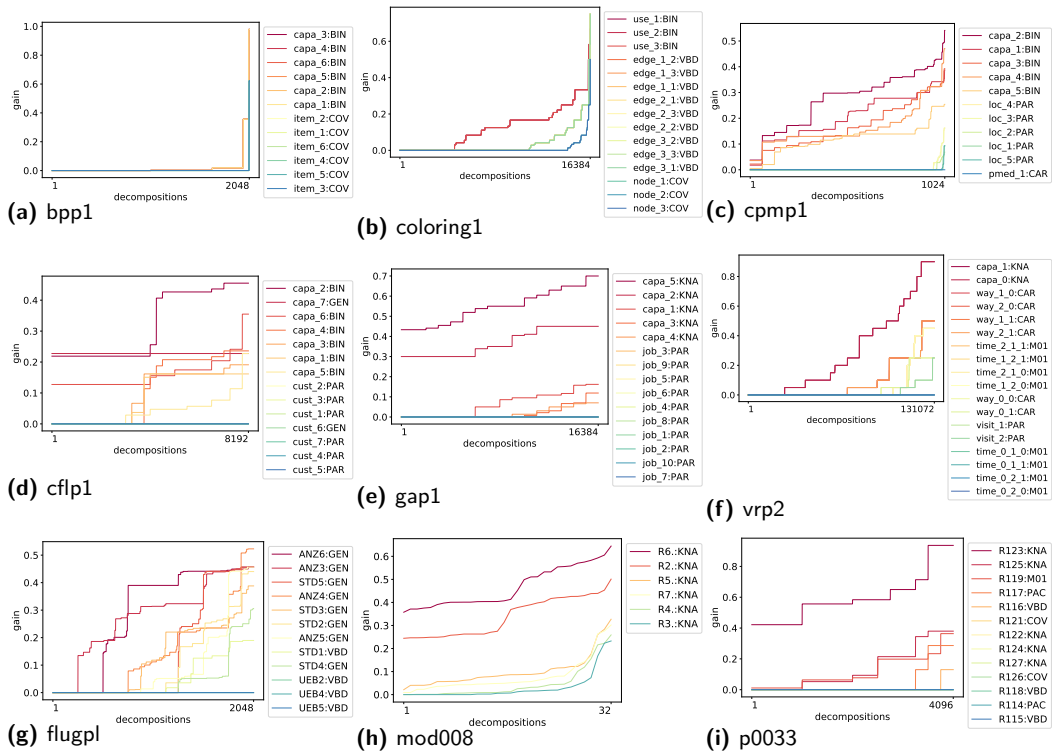 1.0
0.8
0.6
0.4
0.2
0.0
gain
1
2048
decompositions
capa_3:BIN
capa_4:BIN
capa_6:BIN
capa_5:BIN
capa_2:BIN
capa_1:BIN
item_2:COV
item_1:COV
item_6:COV
item_4:COV
item_5:COV
item_3:COV
(a) bpp1
0.6
0.4
0.2
0.0
gain
1
16384
decompositions
use_1:BIN
use_2:BIN
use_3:BIN
edge_1_2:VBD
edge_1_3:VBD
edge_1_1:VBD
edge_2_1:VBD
edge_2_3:VBD
edge_2_2:VBD
edge_3_2:VBD
edge_3_3:VBD
edge_3_1:VBD
node_1:COV
node_2:COV
node_3:COV
(b) coloring1
0.5
0.4
0.3
0.2
0.1
0.0
gain
1
1024
decompositions
capa_2:BIN
capa_1:BIN
capa_3:BIN
capa_4:BIN
capa_5:BIN
loc_4:PAR
loc_3:PAR
loc_2:PAR
loc_1:PAR
loc_5:PAR
pmed_1:CAR
(c) cpmp1
0.4
0.3
0.2
0.1
0.0
gain
1
8192
decompositions
capa_2:BIN
capa_7:GEN
capa_6:BIN
capa_4:BIN
capa_3:BIN
capa_1:BIN
capa_5:BIN
cust_2:PAR
cust_3:PAR
cust_1:PAR
cust_6:GEN
cust_7:PAR
cust_4:PAR
cust_5:PAR
(d) cflp1
0.7
0.6
0.5
0.4
0.3
0.2
0.1
0.0
gain
1
16384
decompositions
capa_5:KNA
capa_2:KNA
capa_1:KNA
capa_3:KNA
capa_4:KNA
job_3:PAR
job_9:PAR
job_5:PAR
job_6:PAR
job_4:PAR
job_8:PAR
job_1:PAR
job_2:PAR
job_10:PAR
job_7:PAR
(e) gap1
0.8
0.6
0.4
0.2
0.0
gain
1
131072
decompositions
capa_1:KNA
capa_0:KNA
way_1_0:CAR
way_2_0:CAR
way_1_1:CAR
way_2_1:CAR
time_2_1_1:M01
time_1_2_1:M01
time_2_1_0:M01
time_1_2_0:M01
way_0_0:CAR
way_0_1:CAR
visit_1:PAR
visit_2:PAR
time_0_1_0:M01
time_0_1_1:M01
time_0_2_1:M01
time_0_2_0:M01
(f) vrp2
0.5
0.4
0.3
0.2
0.1
0.0
gain
1
2048
decompositions
ANZ6:GEN
ANZ3:GEN
STD5:GEN
ANZ4:GEN
STD3:GEN
STD2:GEN
ANZ5:GEN
STD1:VBD
STD4:GEN
UEB2:VBD
UEB4:VBD
UEB5:VBD
(g) flugpl
0.6
0.5
0.4
0.3
0.2
0.1
0.0
gain
1
32
decompositions
R6.:KNA
R2.:KNA
R5.:KNA
R7.:KNA
R4.:KNA
R3.:KNA
(h) mod008
0.8
0.6
0.4
0.2
0.0
gain
1
4096
decompositions
R123:KNA
R125:KNA
R119:M01
R117:PAC
R116:VBD
R121:COV
R122:KNA
R124:KNA
R127:KNA
R126:COV
R118:VBD
R114:PAC
R115:VBD
(i) p0033